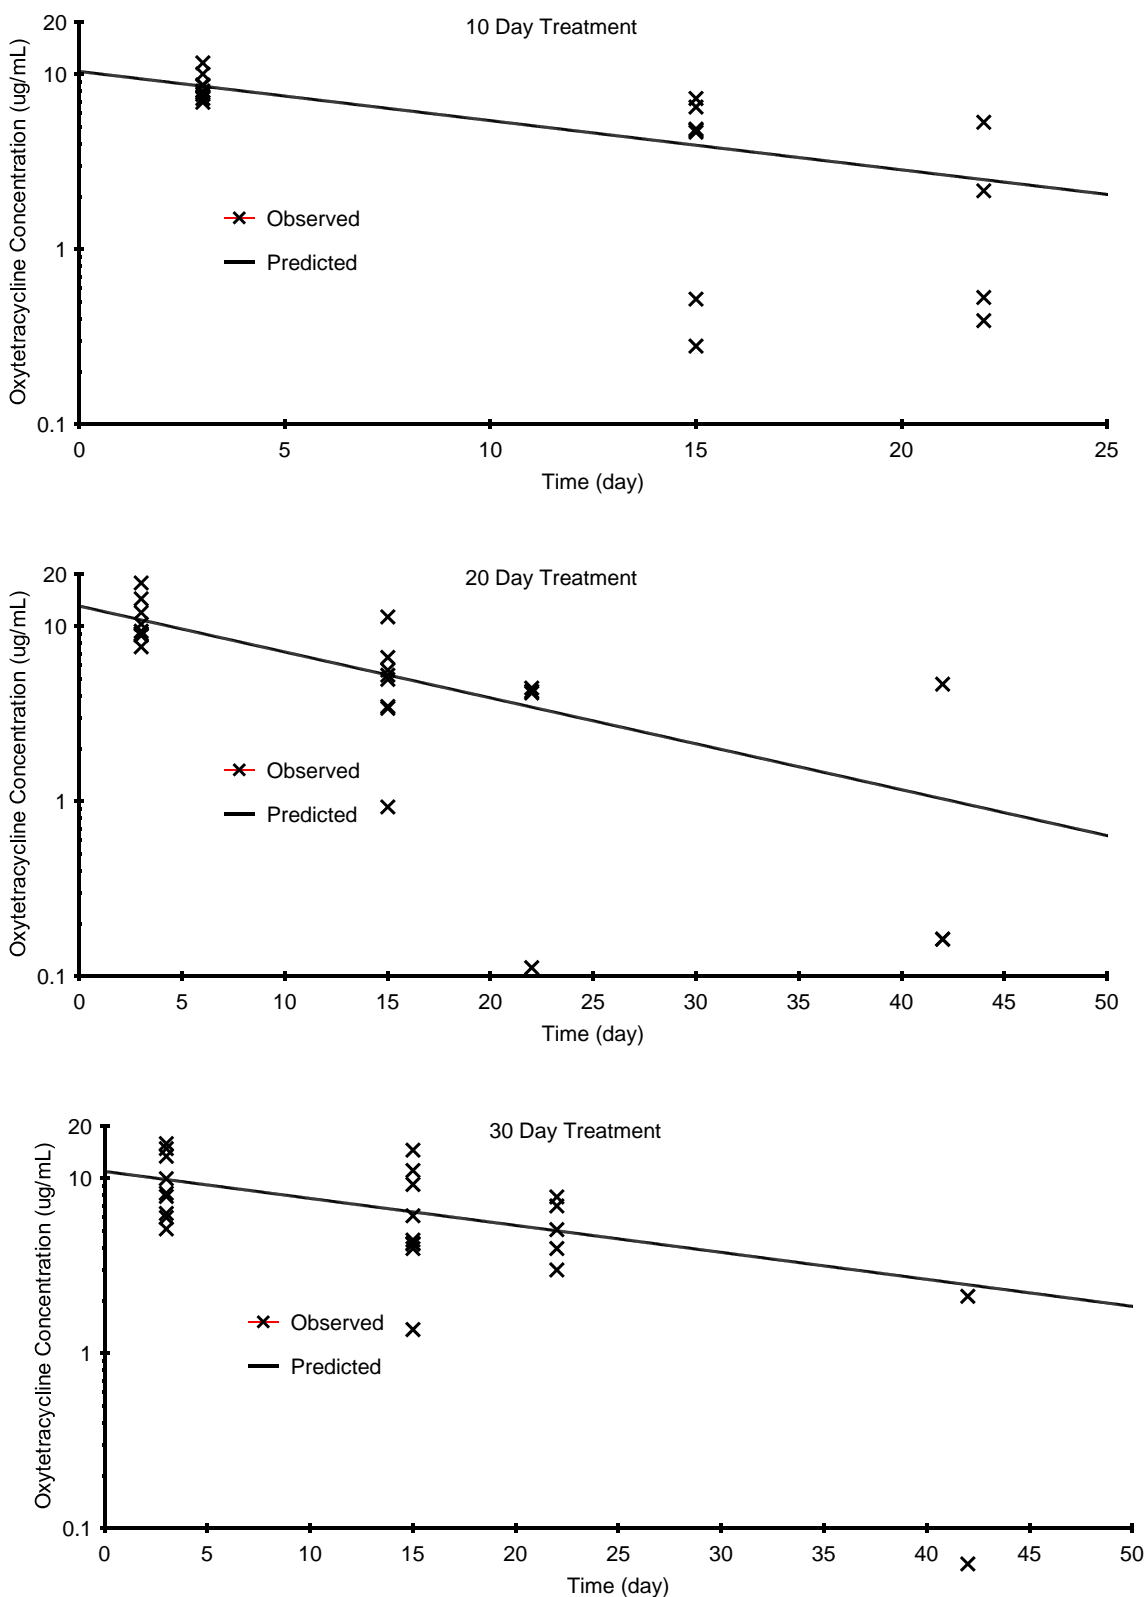 10 Day Treatment
Oxytetracycline Concentration (ug/mL)
20
10
1
0.1
Observed
Predicted
0 5 10 15 20 25
Time (day)
20 Day Treatment
Oxytetracycline Concentration (ug/mL)
20
10
1
0.1
Observed
Predicted
0 5 10 15 20 25 30 35 40 45 50
Time (day)
30 Day Treatment
Oxytetracycline Concentration (ug/mL)
20
10
1
0.1
Observed
Predicted
0 5 10 15 20 25 30 35 40 45 50
Time (day)